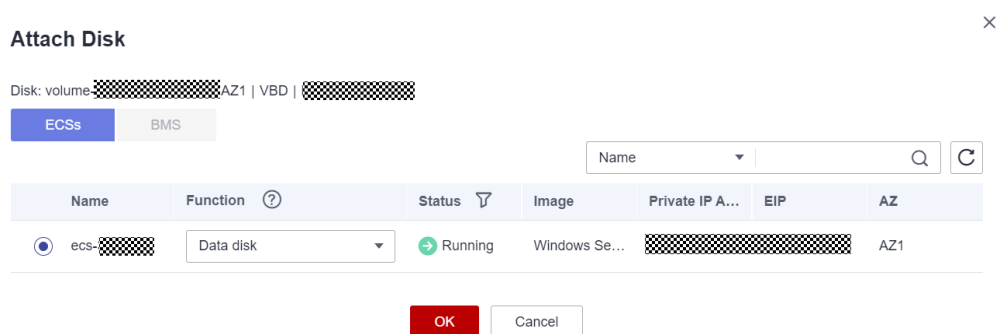 Attach Disk
Disk: volume- AZ1 | VBD |
ECSs BMS
Name
Name Function ? Status Image Private IP A... EIP AZ
ecs- Data disk Running Windows Se... AZ1
OK Cancel